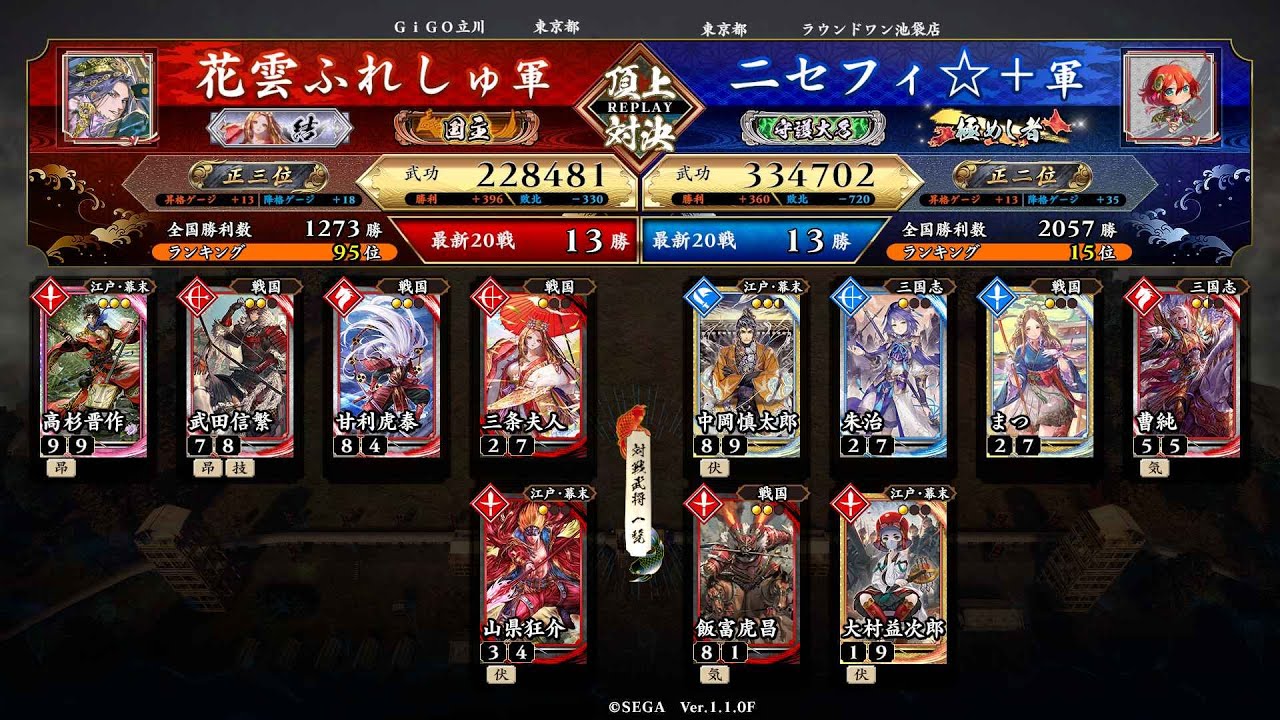 GiGO立川 東京都
東京都 ラウンドワン池袋店
花雲ふれしゅ軍
頂上
REPLAY
対決
ニセフィ☆+軍
結 国主
守護大名 極めし者
正三位
昇格ゲージ +13 降格ゲージ +18
武功 228481
勝利 +396 敗北 -330
武功 334702
勝利 +360 敗北 -720
正二位
昇格ゲージ +13 降格ゲージ +35
全国勝利数 1273勝
ランキング 95位
最新20戦 13勝
最新20戦 13勝
全国勝利数 2057勝
ランキング 15位
江戸・幕末
高杉晋作
9 9
昴
戦国
武田信繁
7 8
昴 技
戦国
甘利虎泰
8 4
戦国
三条夫人
2 7
江戸・幕末
山県狂介
3 4
伏
対戦武将一覧
江戸・幕末
中岡慎太郎
8 9
伏
三国志
朱治
2 7
戦国
まつ
2 7
三国志
曹純
5 5
気
戦国
飯富虎昌
8 1
気
江戸・幕末
大村益次郎
1 9
伏
©SEGA Ver.1.1.0F